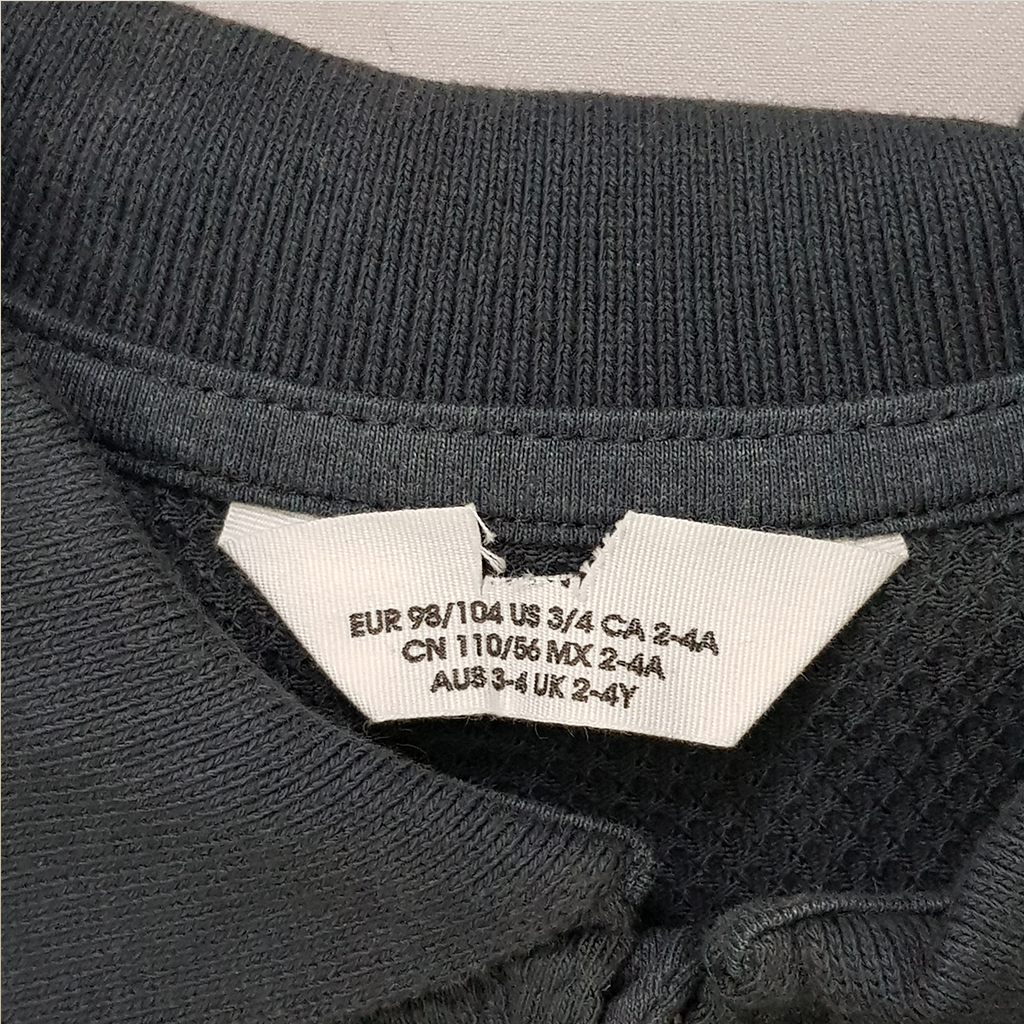 EUR 98/104 US 3/4 CA 2-4A
CN 110/56 MX 2-4A
AUS 3-4 UK 2-4Y